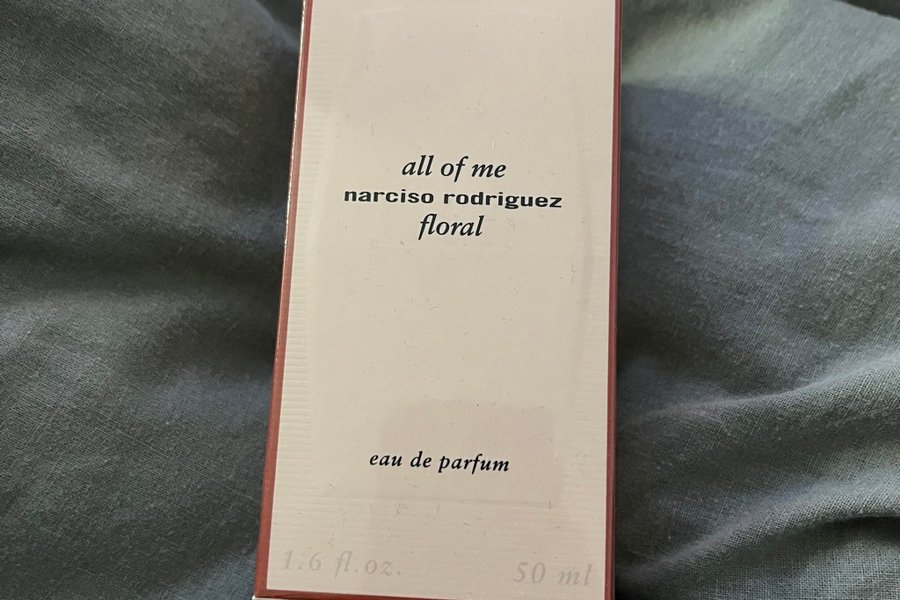 all of me
narciso rodriguez
floral
eau de parfum
1.6 fl.oz. 50 ml